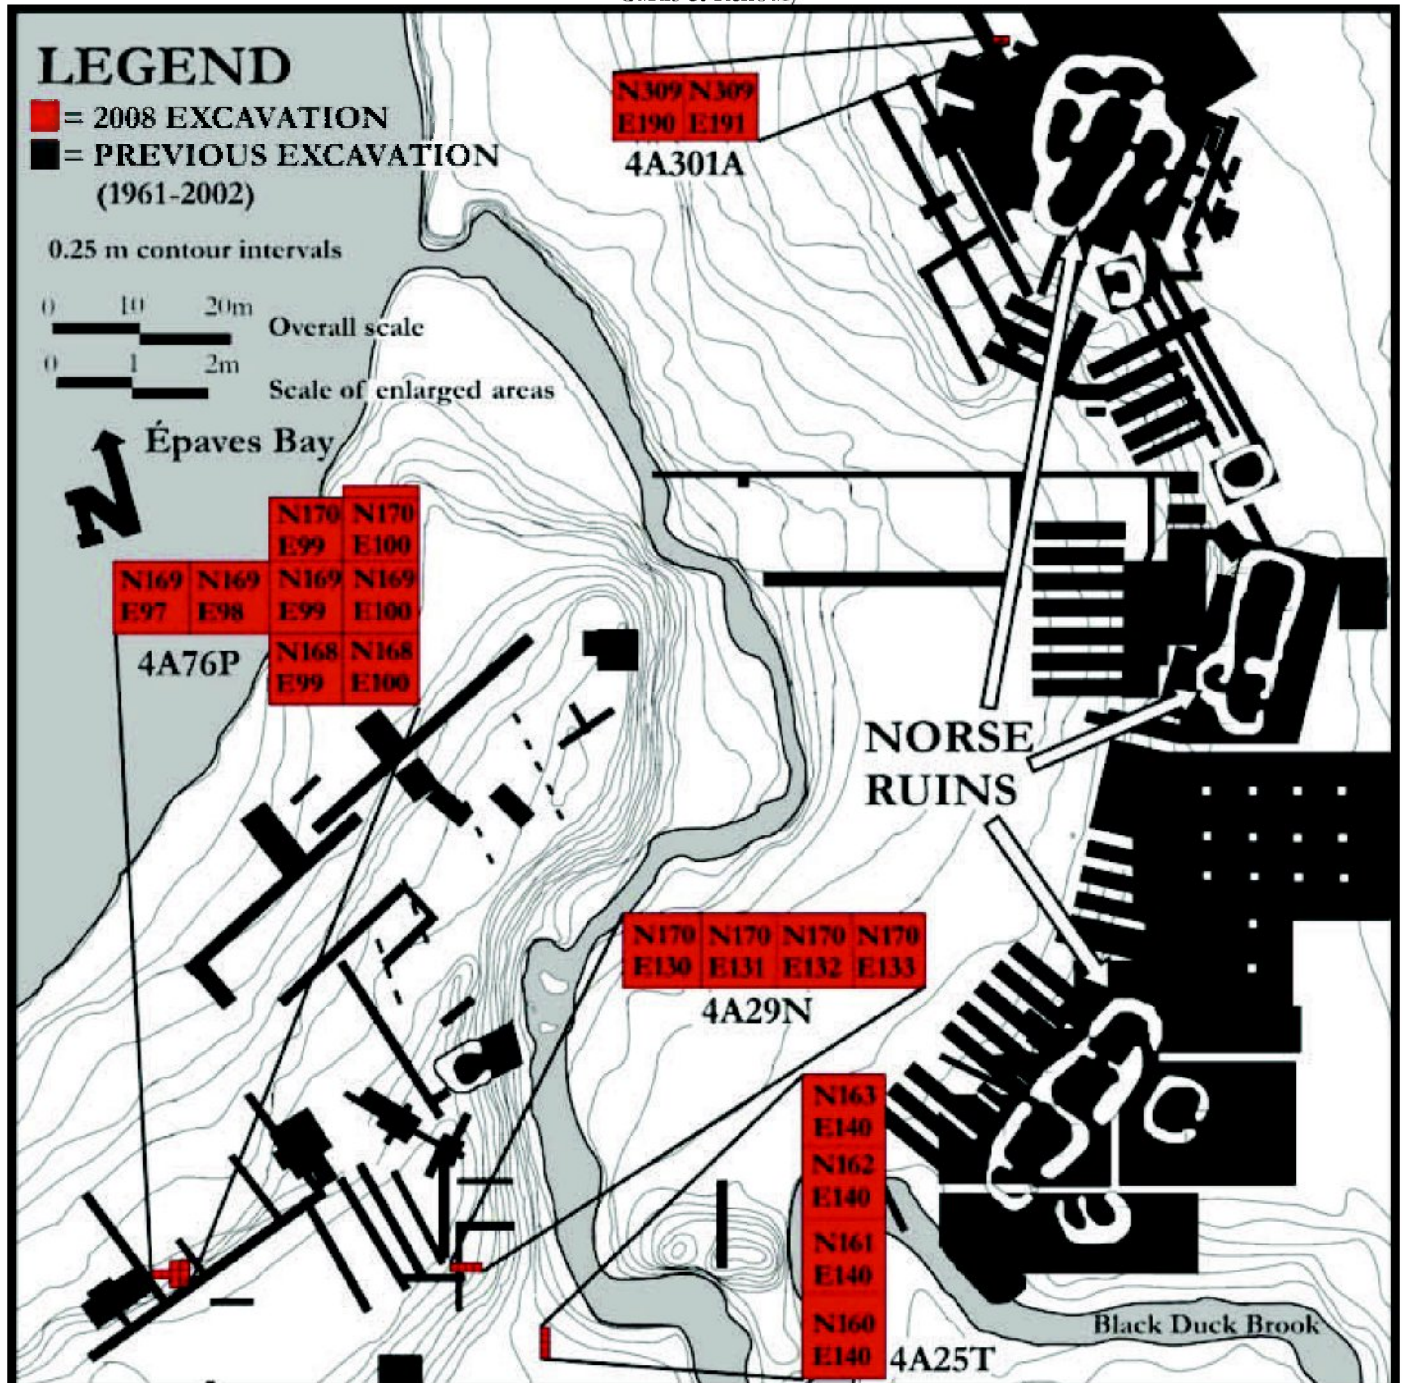 LEGEND
= 2008 EXCAVATION
= PREVIOUS EXCAVATION
(1961-2002)
0.25 m contour intervals
0 10 20m
Overall scale
0 1 2m
Scale of enlarged areas
Épaves Bay
N
N309 N309
E190 E191
4A301A
N170 N170
E99 E100
N169 N169 N169 N169
E97 E98 E99 E100
4A76P
N168 N168
E99 E100
NORSE
RUINS
N170 N170 N170 N170
E130 E131 E132 E133
4A29N
N163
E140
N162
E140
N161
E140
N160
E140
4A25T
Black Duck Brook